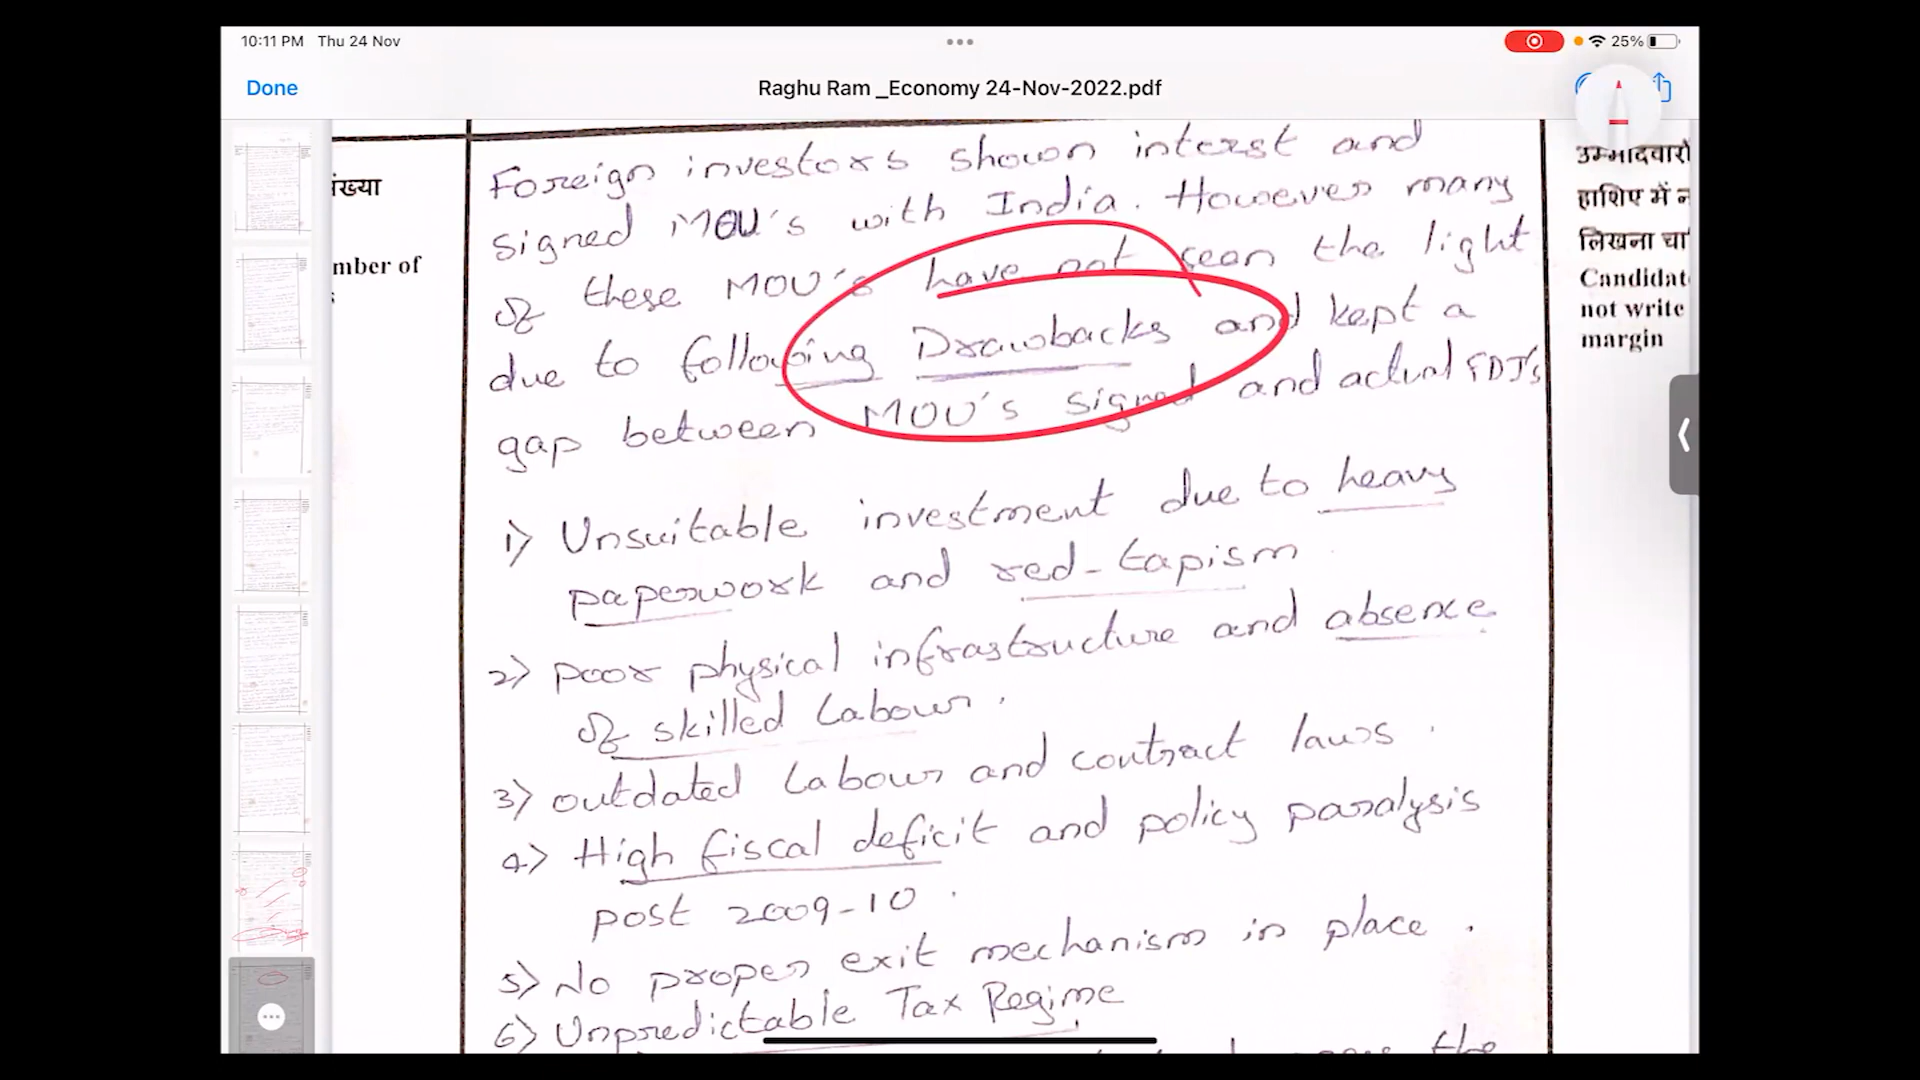 10:11 PM Thu 24 Nov
25%
Done
Raghu Ram _Economy 24-Nov-2022.pdf
ंख्या
mber of
Foreign investors shown interest and
signed MOU's with India. However many
of these MOU's have not seen the light
due to following Drawbacks and kept a
gap between MOU's signed and actual FDI's
1) Unsuitable investment due to heavy
paperwork and red-tapism
2) poor physical infrastructure and absence
of skilled Labour.
3) outdated Labour and contract laws.
4) High fiscal deficit and policy paralysis
post 2009-10.
5) No proper exit mechanism in place.
6) Unpredictable Tax Regime
the
उम्मीदवारों
हाशिए में न
लिखना चा
Candidat
not write
margin